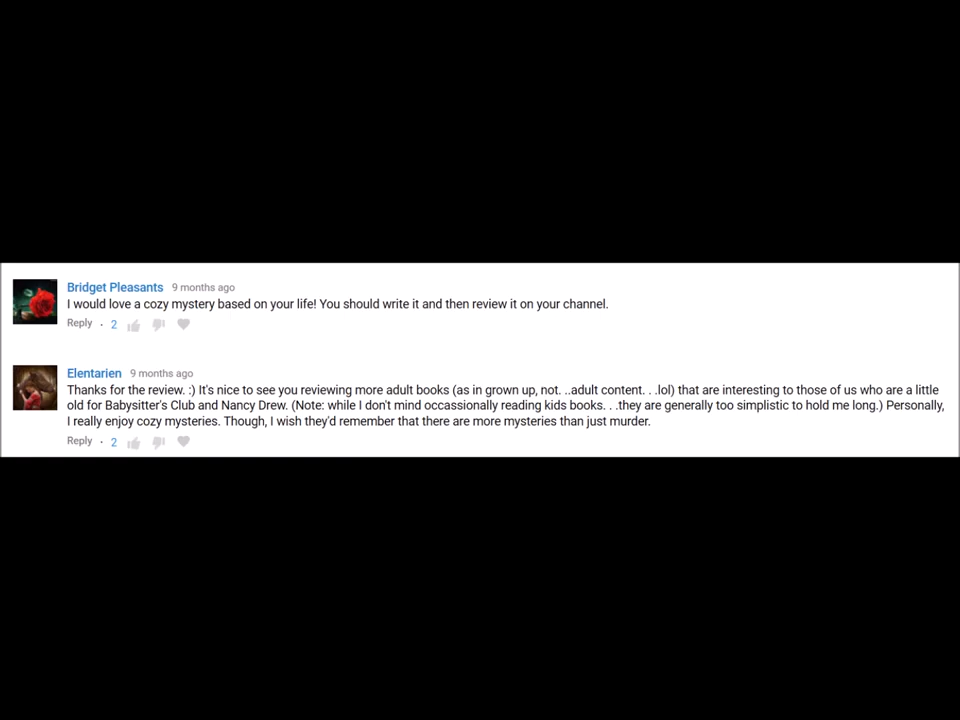 Bridget Pleasants 9 months ago
I would love a cozy mystery based on your life! You should write it and then review it on your channel.
Reply · 2
Elentarien 9 months ago
Thanks for the review. :) It's nice to see you reviewing more adult books (as in grown up, not. ..adult content. . .lol) that are interesting to those of us who are a little
old for Babysitter's Club and Nancy Drew. (Note: while I don't mind occassionally reading kids books. . .they are generally too simplistic to hold me long.) Personally,
I really enjoy cozy mysteries. Though, I wish they'd remember that there are more mysteries than just murder.
Reply · 2